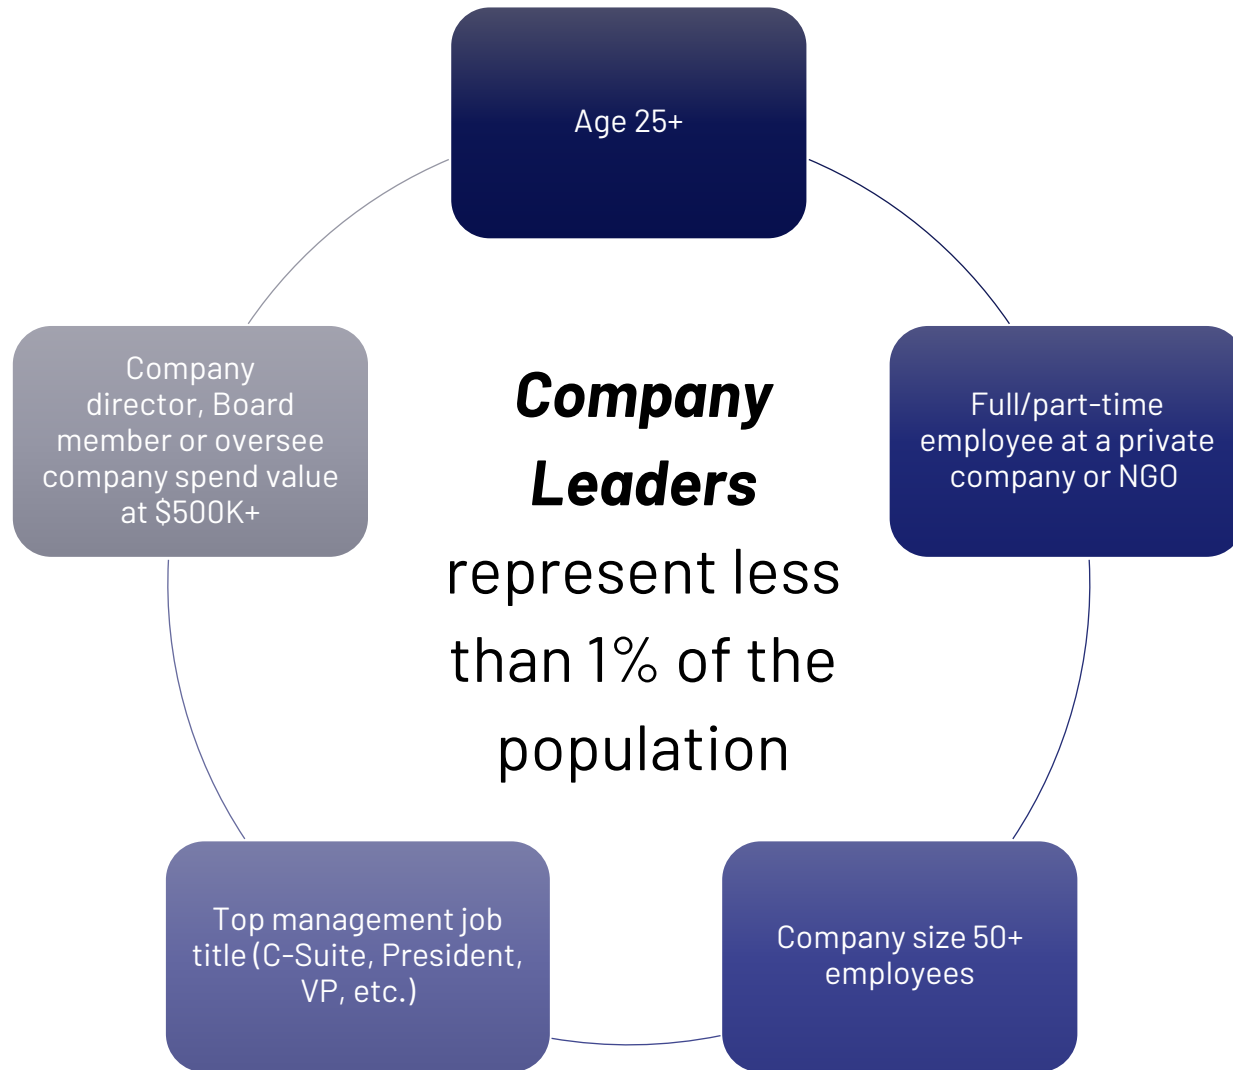 Age 25+
Company
director, Board
member or oversee
company spend value
at $500K+
Company
Leaders
represent less
than 1% of the
population
Full/part-time
employee at a private
company or NGO
Top management job
title (C-Suite, President,
VP, etc.)
Company size 50+
employees